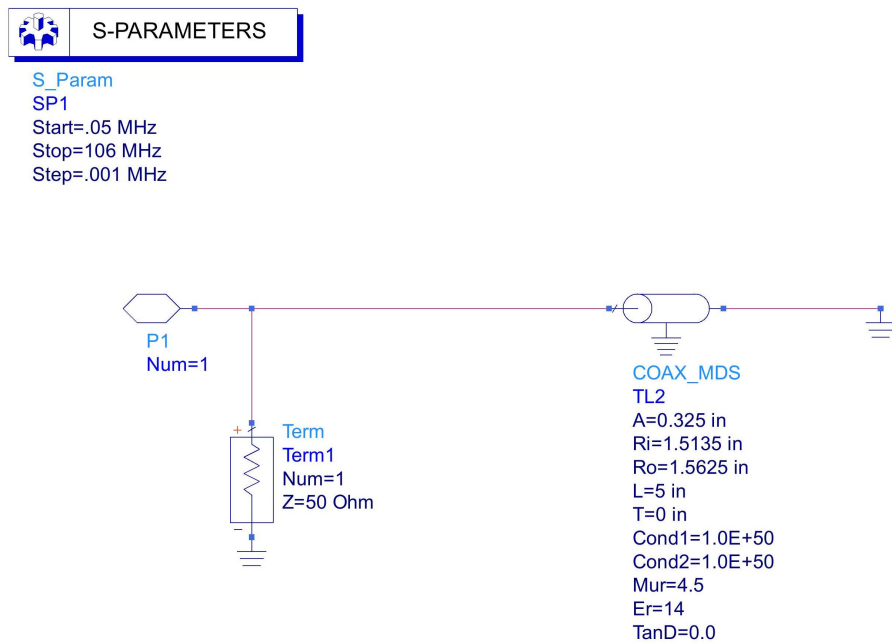 S-PARAMETERS
S_Param
SP1
Start=.05 MHz
Stop=106 MHz
Step=.001 MHz
P1
Num=1
+
Term
Term1
Num=1
Z=50 Ohm
−
COAX_MDS
TL2
A=0.325 in
Ri=1.5135 in
Ro=1.5625 in
L=5 in
T=0 in
Cond1=1.0E+50
Cond2=1.0E+50
Mur=4.5
Er=14
TanD=0.0